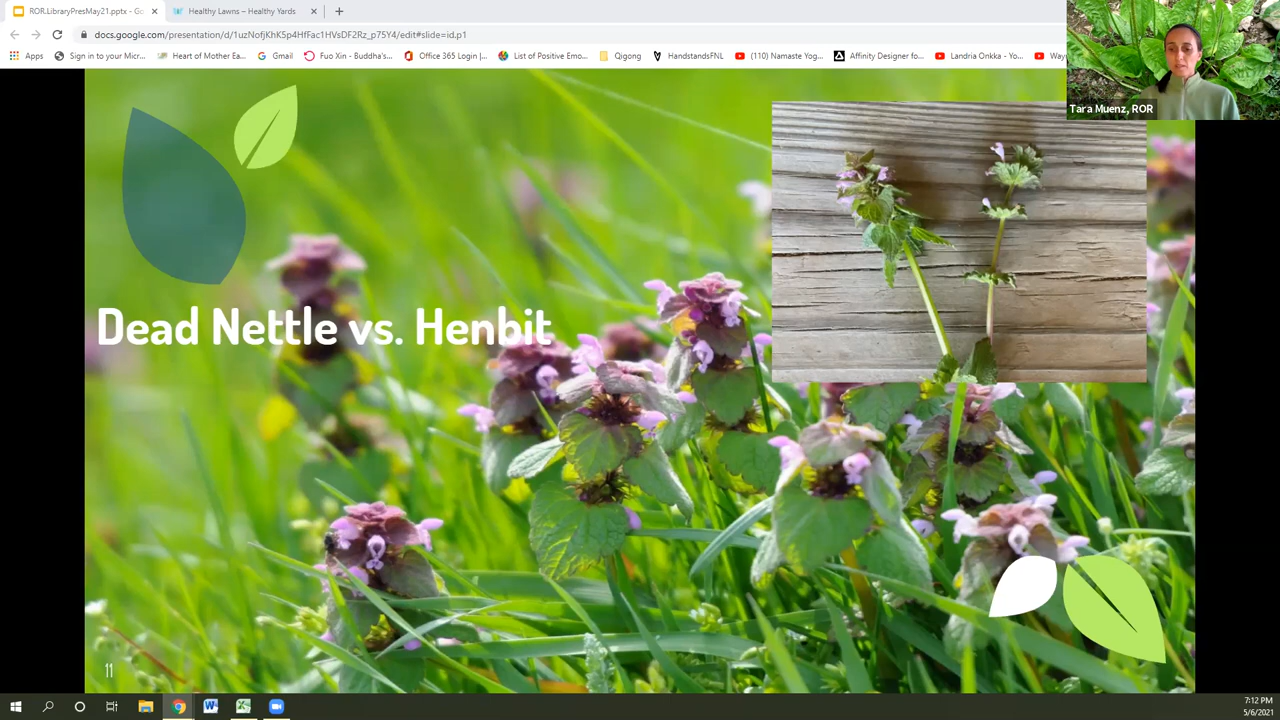 ROR.LibraryPresMay21.pptx - Go
Healthy Lawns – Healthy Yards
docs.google.com/presentation/d/1uzNofjKhK5p4HfFac1HVsDF2Rz_p75Y4/edit#slide=id.p1
Apps
Sign in to your Micr...
Heart of Mother Ea...
Gmail
Fuo Xin - Buddha's...
Office 365 Login |...
List of Positive Emo...
Qigong
HandstandsFNL
(110) Namaste Yog...
Affinity Designer fo...
Landria Onkka - Yo...
Way
Tara Muenz, ROR
Dead Nettle vs. Henbit
11
7:12 PM
5/6/2021